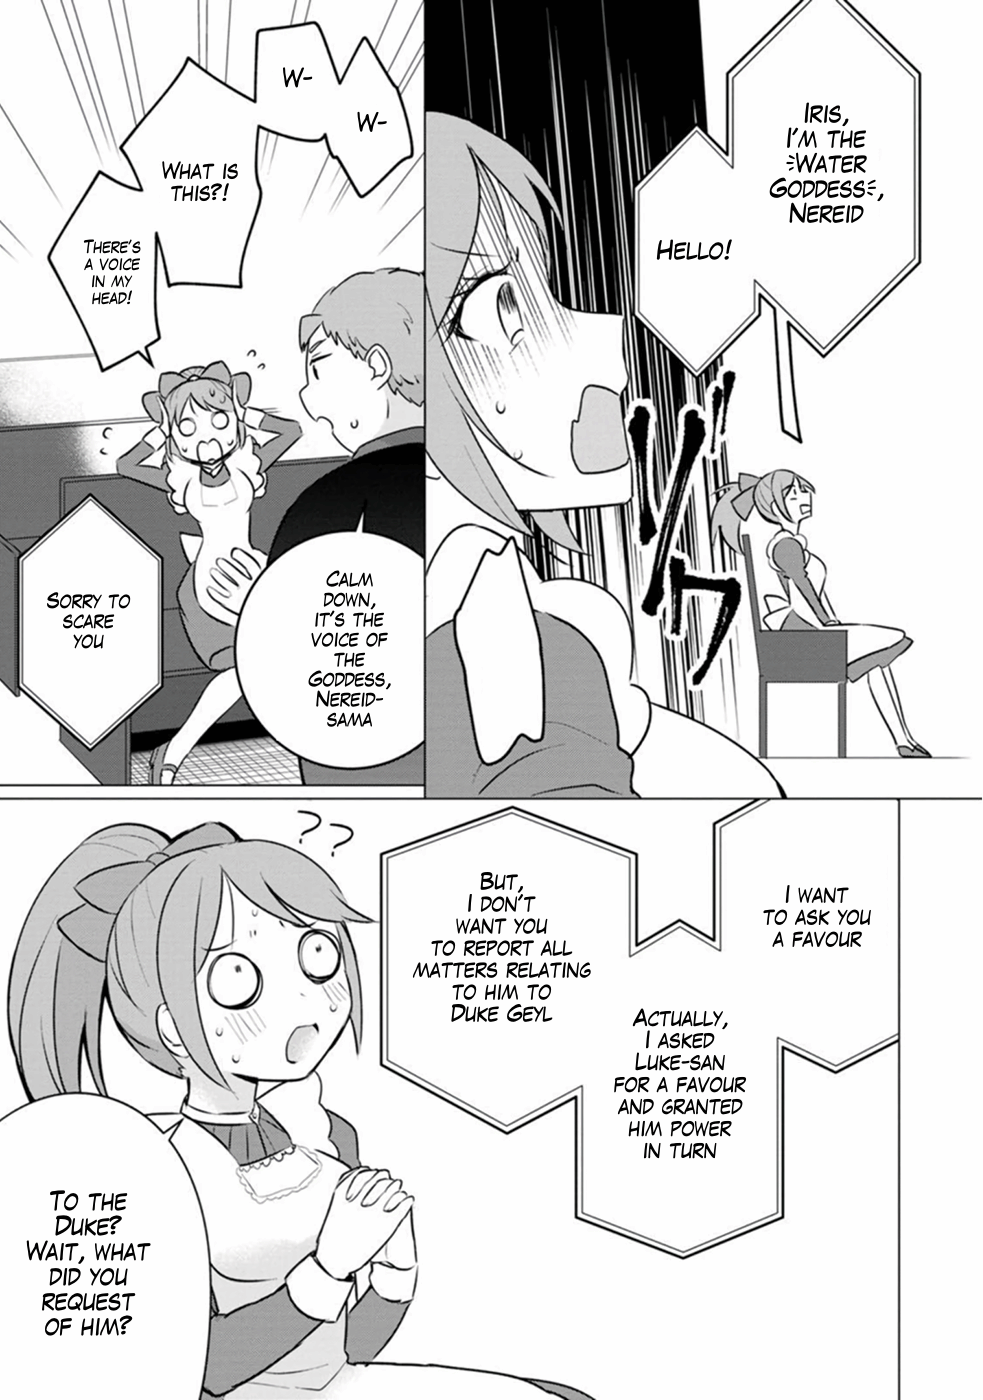 IRIS,
I'M THE
WATER
GODDESS,
NEREID
HELLO!
ゾクッ
W-
W-
WHAT IS
THIS?!
THERE'S
A VOICE
IN MY
HEAD!
CALM
DOWN,
IT'S THE
VOICE OF
THE
GODDESS,
NEREID-
SAMA
SORRY TO
SCARE
YOU
I WANT
TO ASK YOU
A FAVOUR
ACTUALLY,
I ASKED
LUKE-SAN
FOR A FAVOUR
AND GRANTED
HIM POWER
IN TURN
BUT,
I DON'T
WANT YOU
TO REPORT ALL
MATTERS RELATING
TO HIM TO
DUKE GEYL
??
TO THE
DUKE?
WAIT, WHAT
DID YOU
REQUEST
OF HIM?